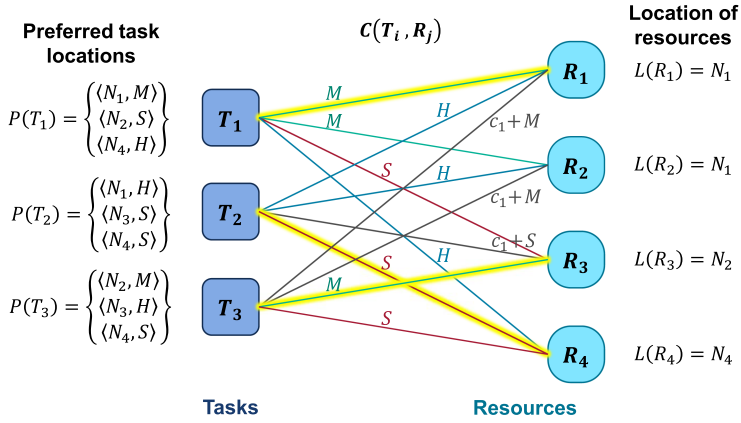 Preferred task
locations
C(Tᵢ , Rⱼ)
Location of
resources
P(T₁) = {⟨N₁, M⟩
⟨N₂, S⟩
⟨N₄, H⟩}
P(T₂) = {⟨N₁, H⟩
⟨N₃, S⟩
⟨N₄, S⟩}
P(T₃) = {⟨N₂, M⟩
⟨N₃, H⟩
⟨N₄, S⟩}
T₁
T₂
T₃
M
M
S
H
H
H
S
M
S
c₁+M
c₁+M
c₁+S
R₁
R₂
R₃
R₄
L(R₁) = N₁
L(R₂) = N₁
L(R₃) = N₂
L(R₄) = N₄
Tasks
Resources